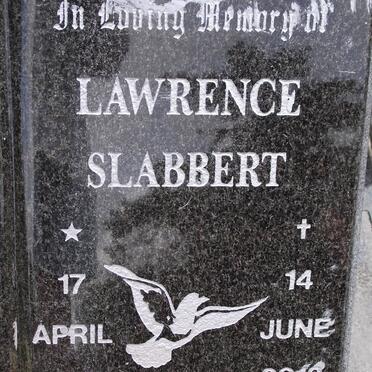 In Loving Memory of
LAWRENCE
SLABBERT
17 14
APRIL JUNE